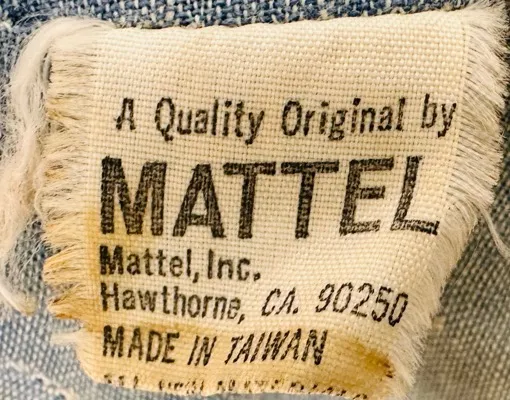 A Quality Original by
MATTEL
Mattel, Inc.
Hawthorne, CA. 90250
MADE IN TAIWAN